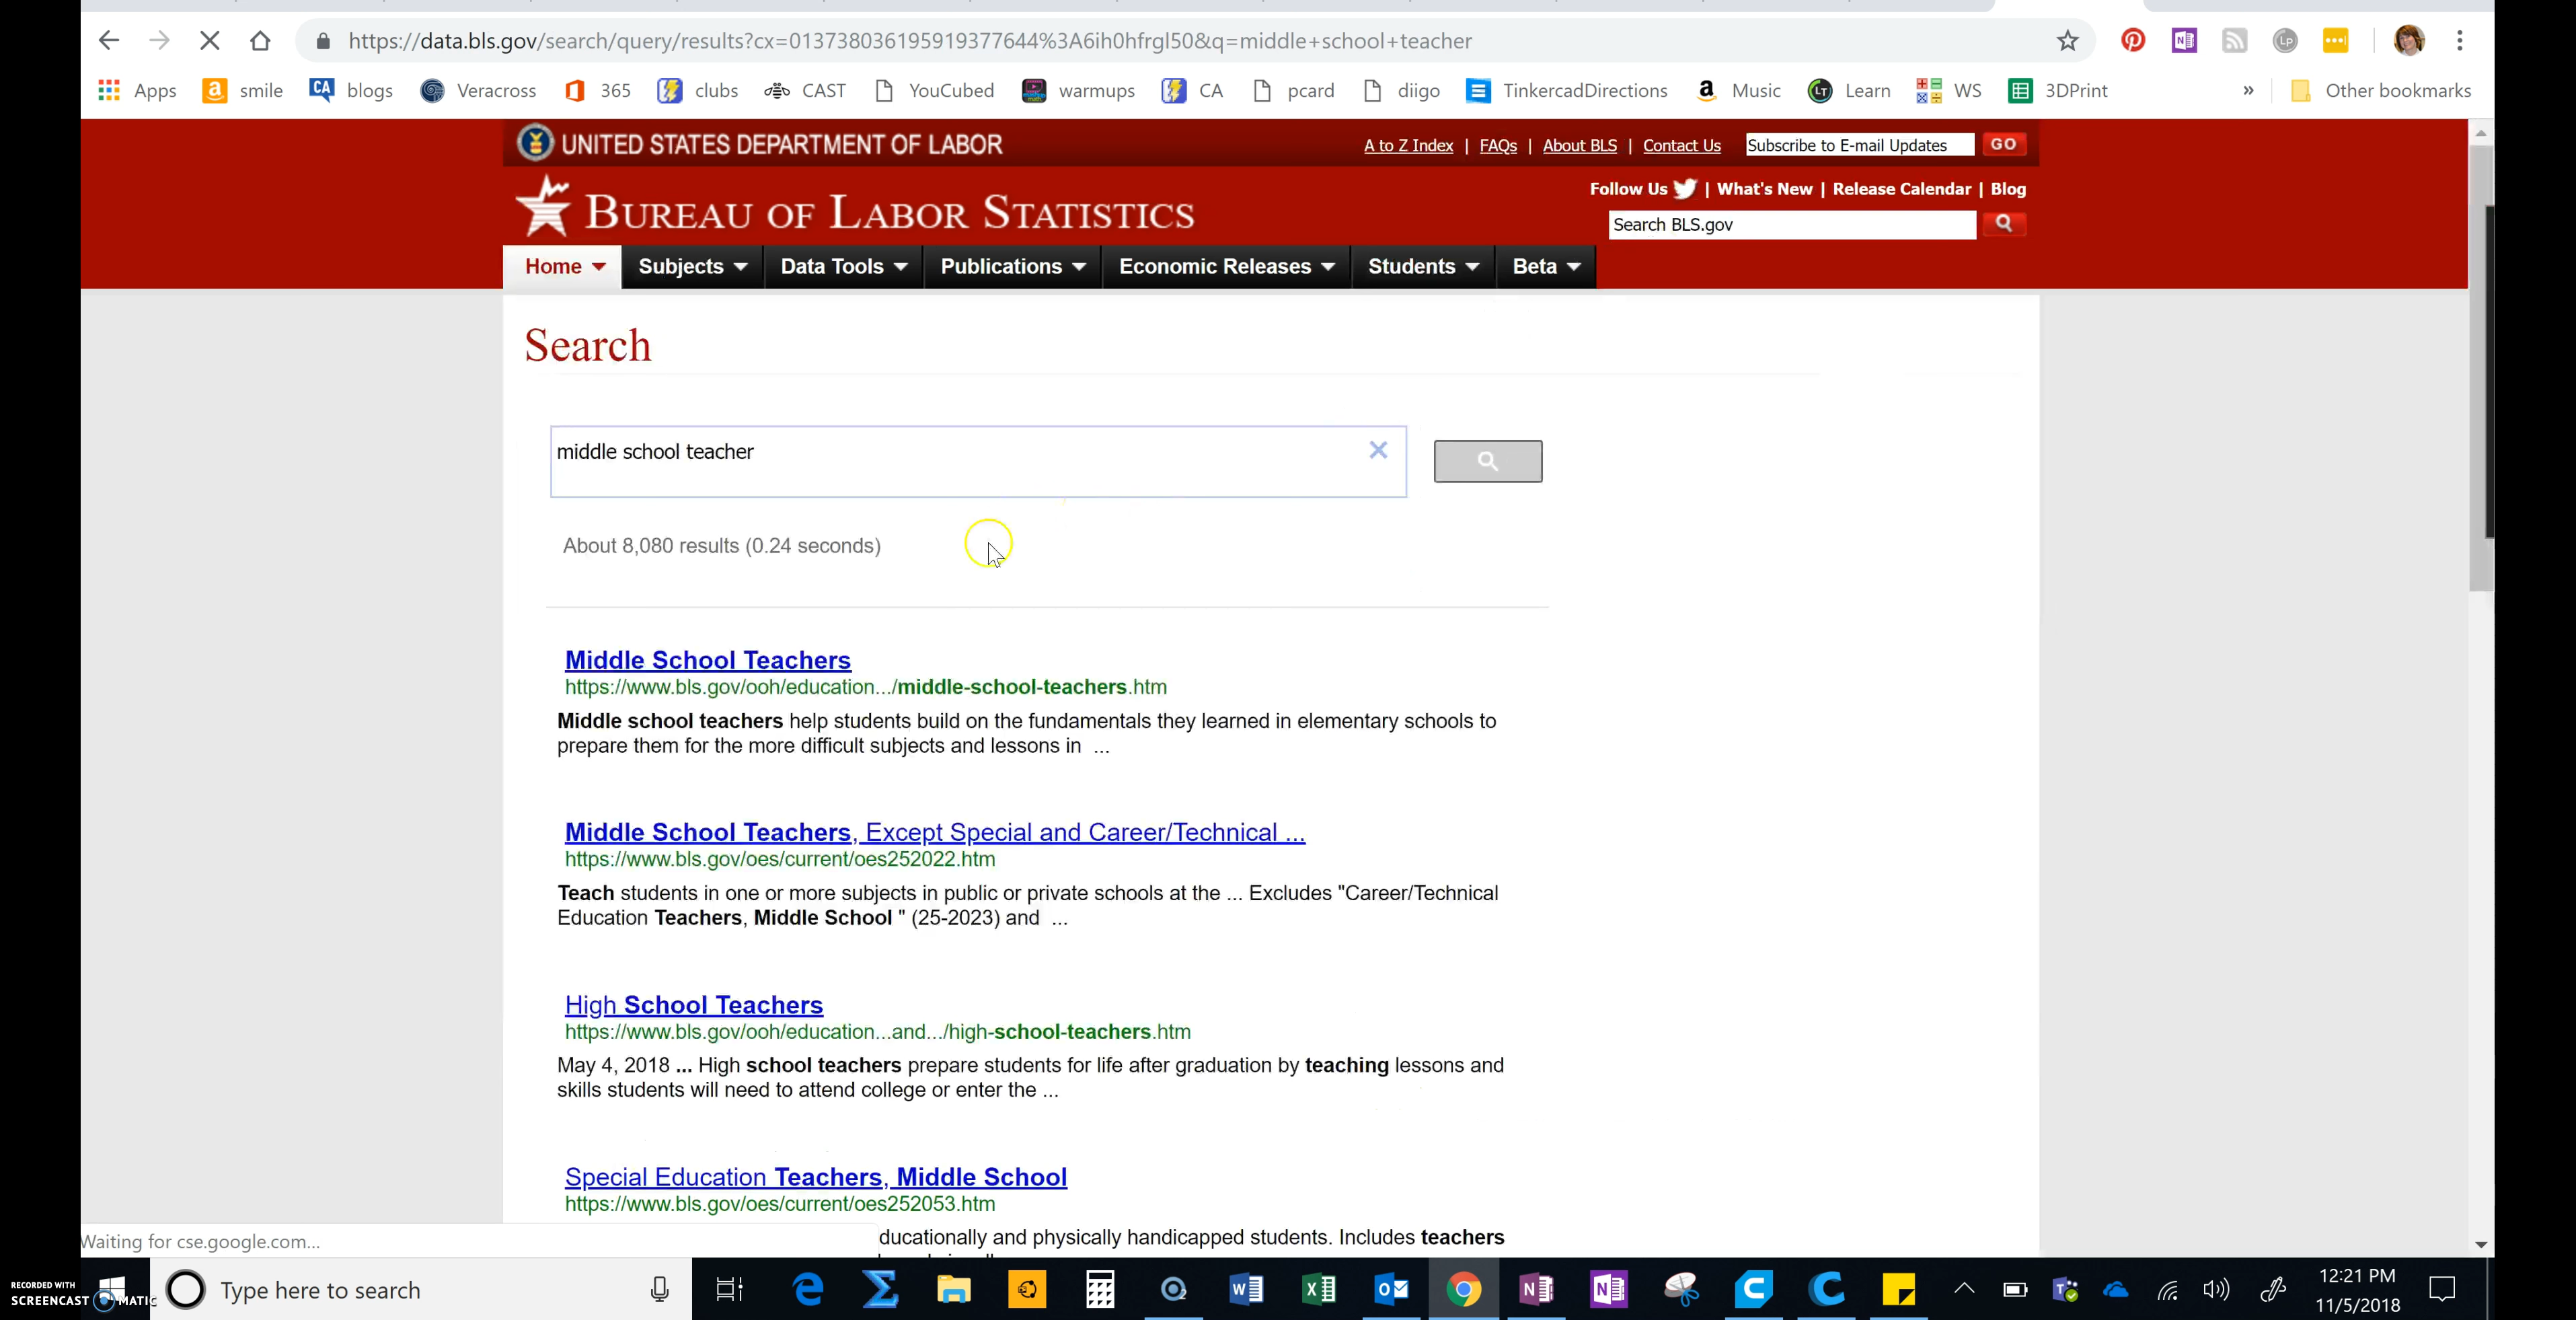 https://data.bls.gov/search/query/results?cx=013738036195919377644%3A6ih0hfrgl50&q=middle+school+teacher
Apps smile blogs Veracross 365 clubs CAST YouCubed warmups CA pcard diigo TinkercadDirections Music Learn WS 3DPrint » Other bookmarks
UNITED STATES DEPARTMENT OF LABOR
A to Z Index | FAQs | About BLS | Contact Us Subscribe to E-mail Updates GO
Follow Us | What's New | Release Calendar | Blog
BUREAU OF LABOR STATISTICS
Search BLS.gov
Home Subjects Data Tools Publications Economic Releases Students Beta
Search
middle school teacher
About 8,080 results (0.24 seconds)
Middle School Teachers
https://www.bls.gov/ooh/education.../middle-school-teachers.htm
Middle school teachers help students build on the fundamentals they learned in elementary schools to
prepare them for the more difficult subjects and lessons in ...
Middle School Teachers, Except Special and Career/Technical ...
https://www.bls.gov/oes/current/oes252022.htm
Teach students in one or more subjects in public or private schools at the ... Excludes "Career/Technical
Education Teachers, Middle School " (25-2023) and ...
High School Teachers
https://www.bls.gov/ooh/education...and.../high-school-teachers.htm
May 4, 2018 ... High school teachers prepare students for life after graduation by teaching lessons and
skills students will need to attend college or enter the ...
Special Education Teachers, Middle School
https://www.bls.gov/oes/current/oes252053.htm
ducationally and physically handicapped students. Includes teachers
Waiting for cse.google.com...
RECORDED WITH
SCREENCAST MATIC
Type here to search
12:21 PM
11/5/2018